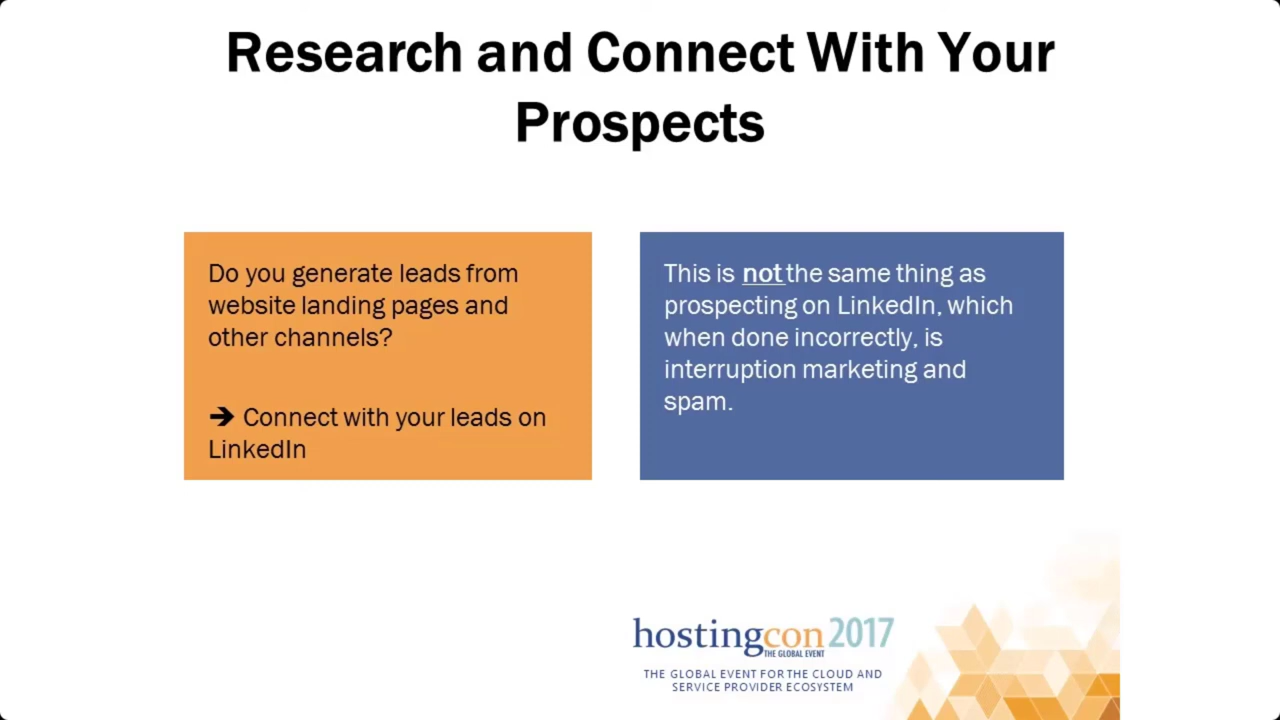 Research and Connect With Your
Prospects
Do you generate leads from
website landing pages and
other channels?
➔ Connect with your leads on
LinkedIn
This is not the same thing as
prospecting on LinkedIn, which
when done incorrectly, is
interruption marketing and
spam.
hostingcon 2017
THE GLOBAL EVENT
THE GLOBAL EVENT FOR THE CLOUD AND
SERVICE PROVIDER ECOSYSTEM